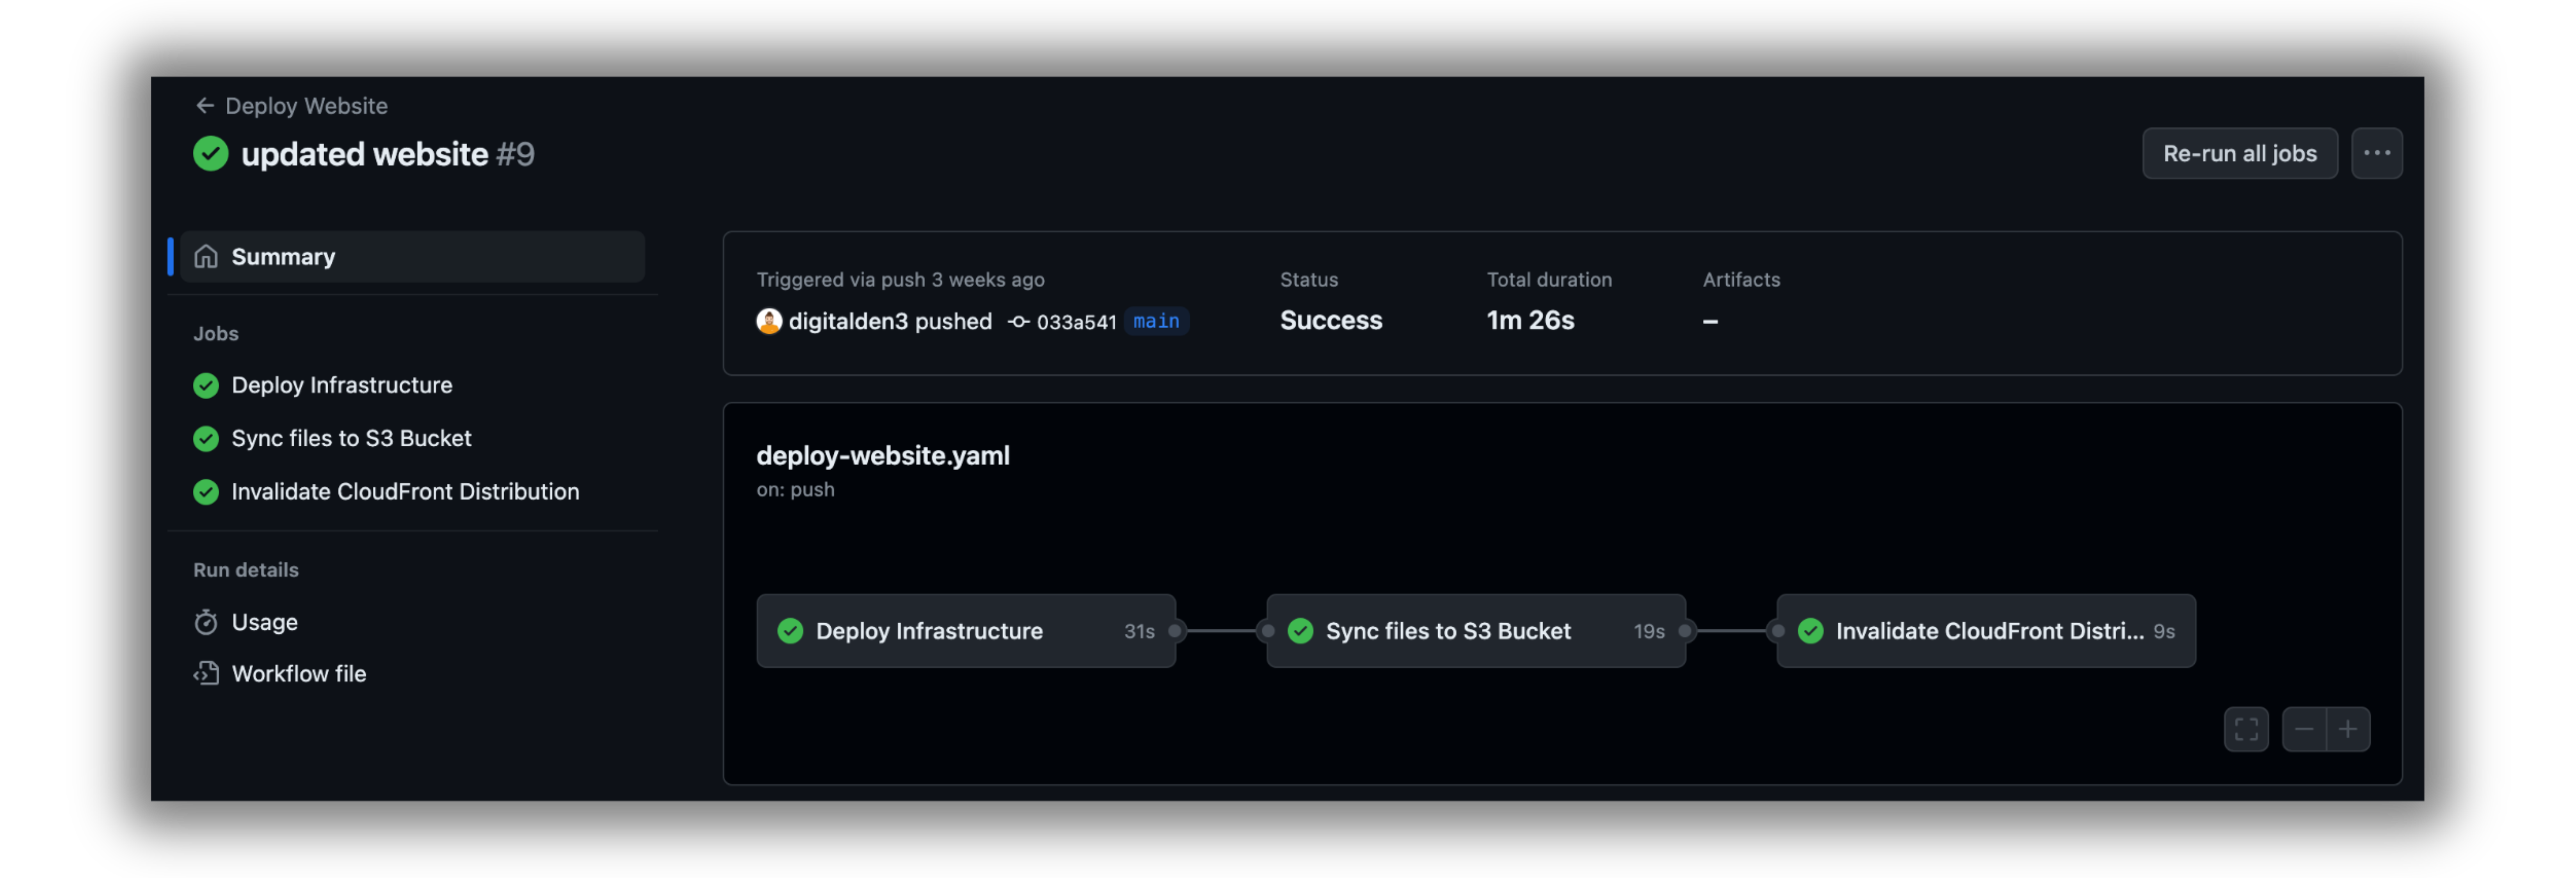 Deploy Website
updated website #9
Re-run all jobs
Summary
Jobs
Deploy Infrastructure
Sync files to S3 Bucket
Invalidate CloudFront Distribution
Run details
Usage
Workflow file
Triggered via push 3 weeks ago
digitalden3 pushed 033a541 main
Status
Success
Total duration
1m 26s
Artifacts
–
deploy-website.yaml
on: push
Deploy Infrastructure 31s
Sync files to S3 Bucket 19s
Invalidate CloudFront Distri... 9s